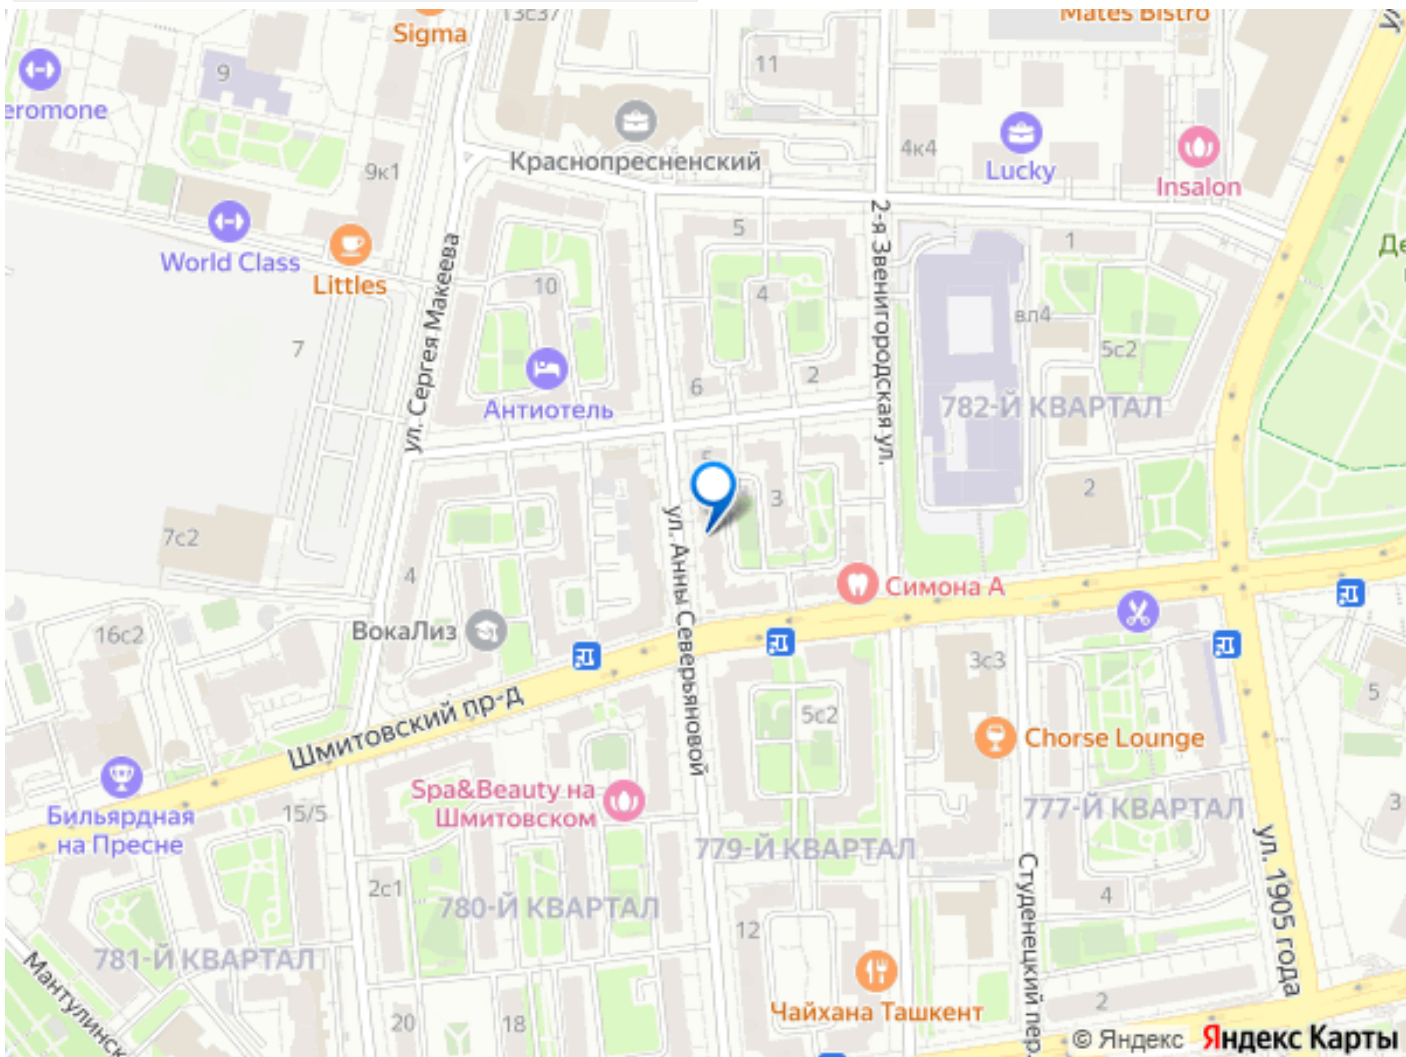 13с37
Mates Bistro
Sigma
11
9
eromone
4к4
Краснопресненский
Lucky
9к1
Insalon
5
1
Де
World Class
Littles
ул. Сергея Макеева
2-я Звенигородская ул.
10
4
вл4
7
5с2
2
6
Антиотель
782-Й КВАРТАЛ
5
3
2
7с2
ул. Анны Северьяновой
4
Симона А
ВокаЛиз
16с2
3с3
5
Шмитовский пр-д
5с2
Chorse Lounge
Spa&Beauty на
Шмитовском
Бильярдная
на Пресне
15/5
777-Й КВАРТАЛ
3
779-Й КВАРТАЛ
ул. 1905 года
Студенецкий пер.
2с1
4
780-Й КВАРТАЛ
12
781-Й КВАРТАЛ
Мантулинск
Чайхана Ташкент
2
20
18
© Яндекс Яндекс Карты